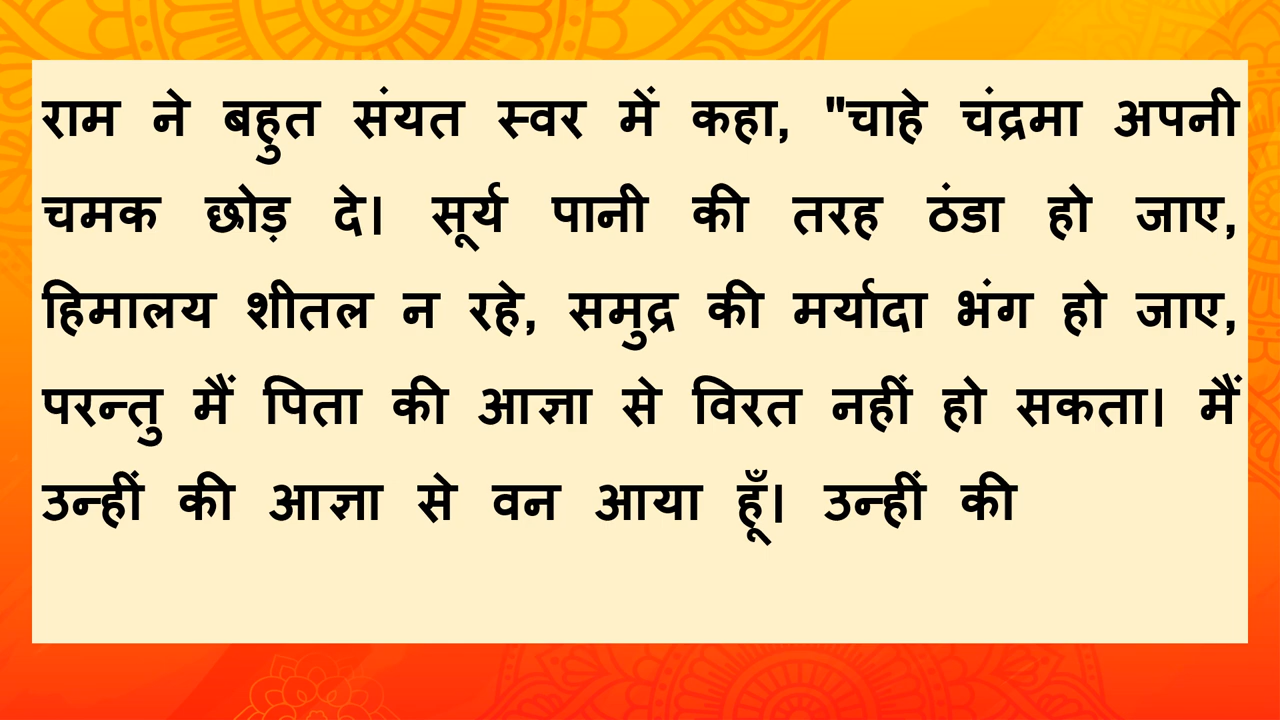 राम ने बहुत संयत स्वर में कहा, "चाहे चंद्रमा अपनी
चमक छोड़ दे। सूर्य पानी की तरह ठंडा हो जाए,
हिमालय शीतल न रहे, समुद्र की मर्यादा भंग हो जाए,
परन्तु मैं पिता की आज्ञा से विरत नहीं हो सकता। मैं
उन्हीं की आज्ञा से वन आया हूँ। उन्हीं की